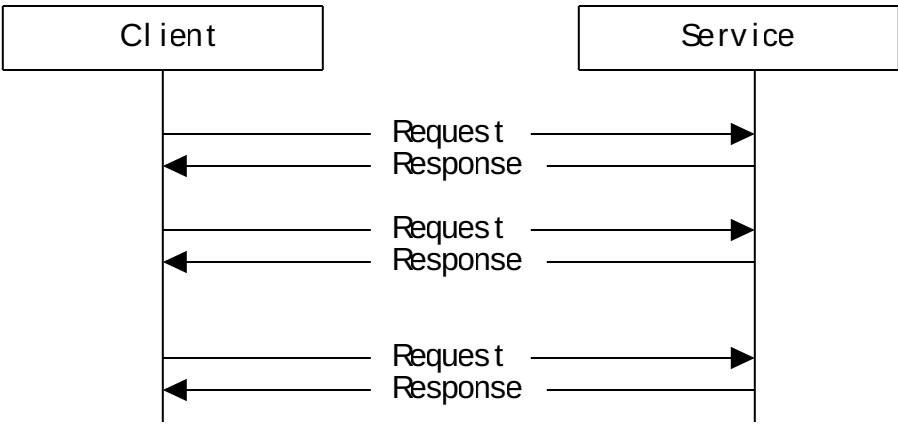 Client
Service
Request
Response
Request
Response
Request
Response